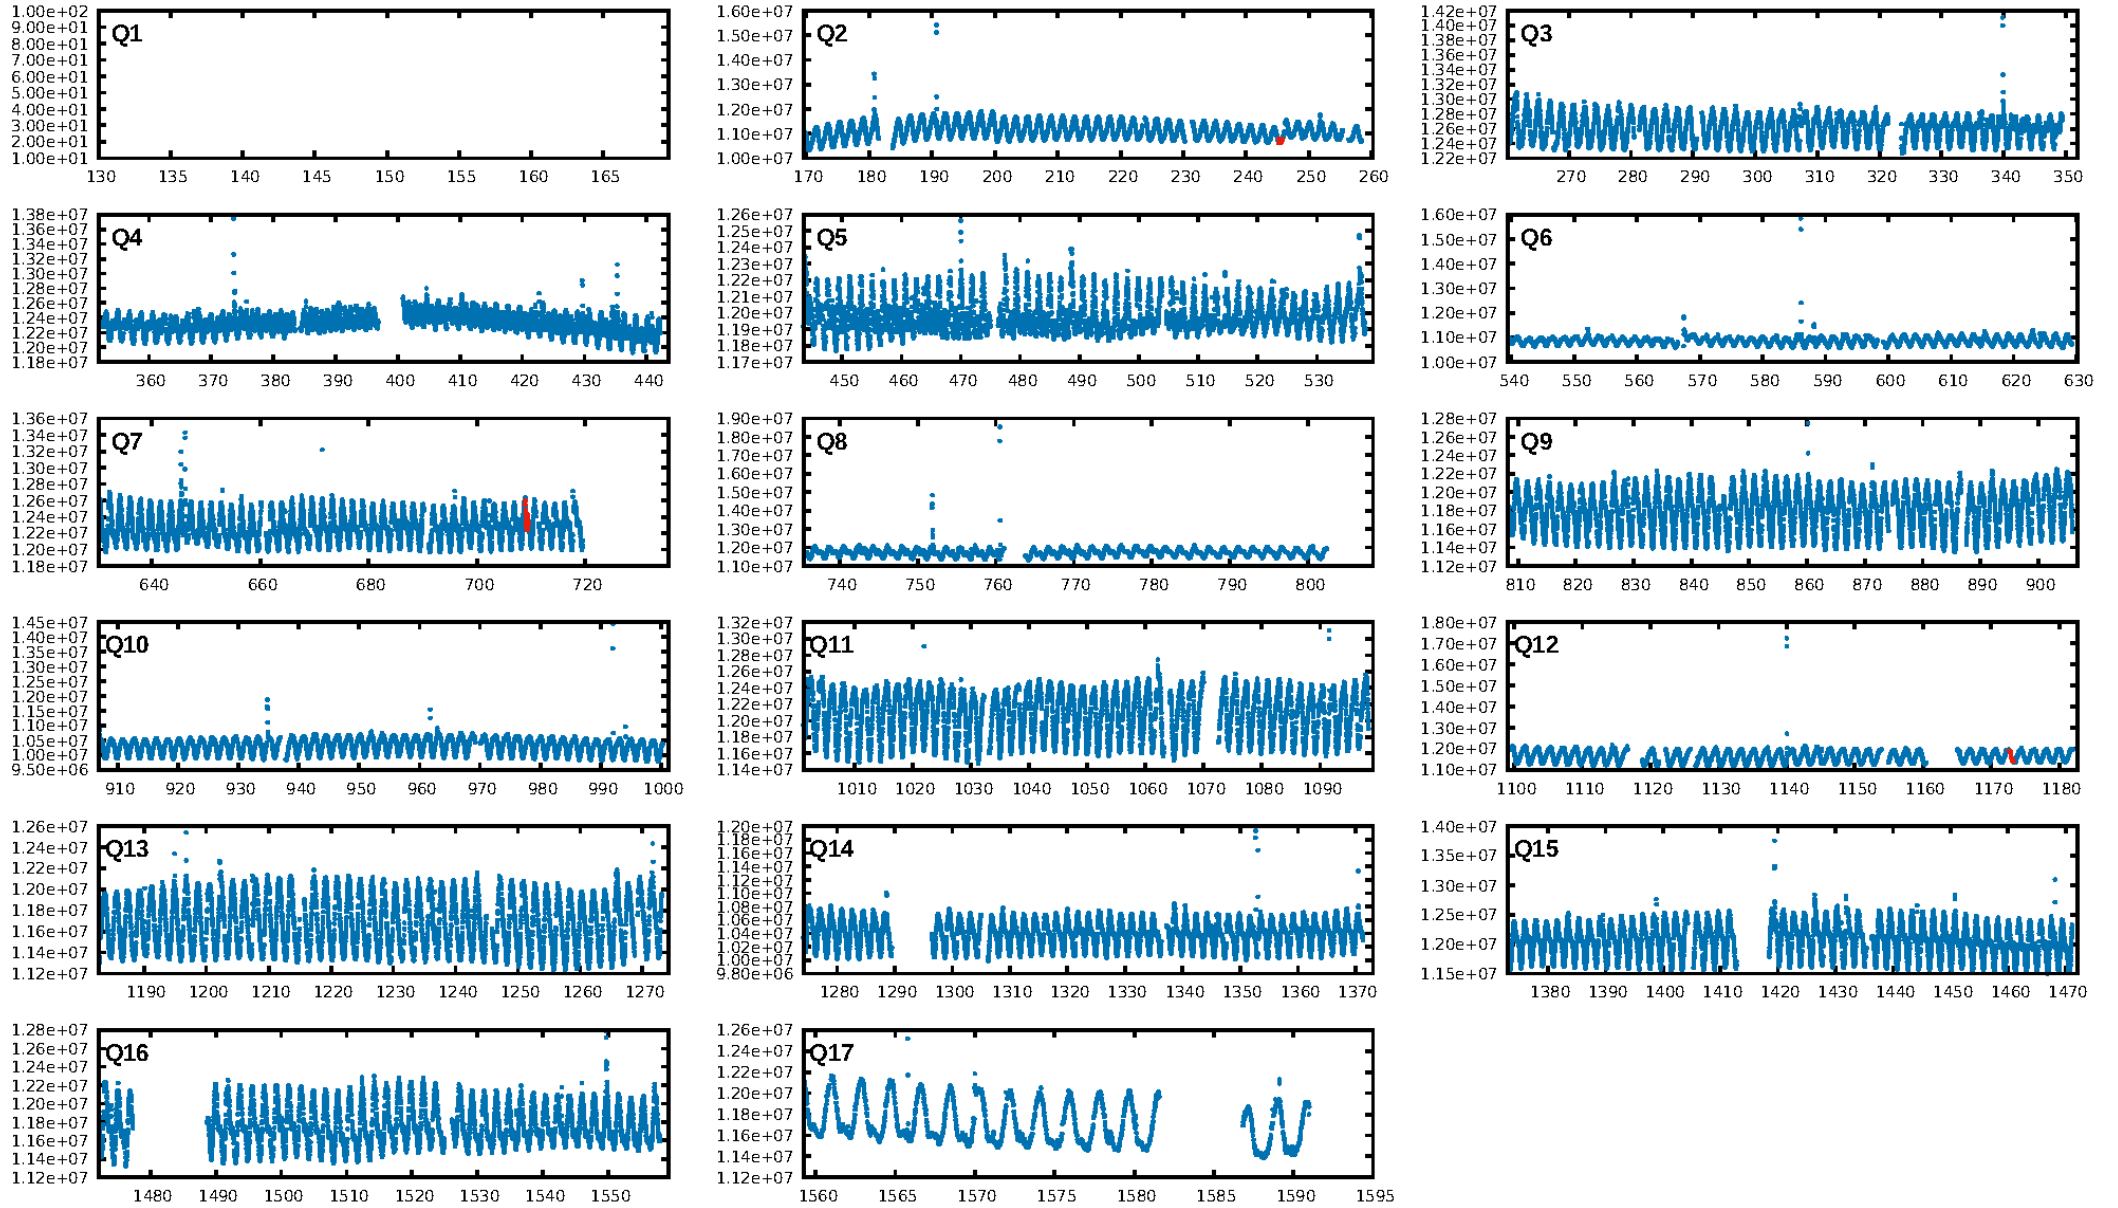 1.00e+02
9.00e+01
8.00e+01
7.00e+01
6.00e+01
5.00e+01
4.00e+01
3.00e+01
2.00e+01
1.00e+01
Q1
130 135 140 145 150 155 160 165
1.60e+07
1.50e+07
1.40e+07
1.30e+07
1.20e+07
1.10e+07
1.00e+07
Q2
170 180 190 200 210 220 230 240 250 260
1.42e+07
1.40e+07
1.38e+07
1.36e+07
1.34e+07
1.32e+07
1.30e+07
1.28e+07
1.26e+07
1.24e+07
1.22e+07
Q3
270 280 290 300 310 320 330 340 350
1.38e+07
1.36e+07
1.34e+07
1.32e+07
1.30e+07
1.28e+07
1.26e+07
1.24e+07
1.22e+07
1.20e+07
1.18e+07
Q4
360 370 380 390 400 410 420 430 440
1.26e+07
1.25e+07
1.24e+07
1.23e+07
1.22e+07
1.21e+07
1.20e+07
1.19e+07
1.18e+07
1.17e+07
Q5
450 460 470 480 490 500 510 520 530
1.60e+07
1.50e+07
1.40e+07
1.30e+07
1.20e+07
1.10e+07
1.00e+07
Q6
540 550 560 570 580 590 600 610 620 630
1.36e+07
1.34e+07
1.32e+07
1.30e+07
1.28e+07
1.26e+07
1.24e+07
1.22e+07
1.20e+07
1.18e+07
Q7
640 660 680 700 720
1.90e+07
1.80e+07
1.70e+07
1.60e+07
1.50e+07
1.40e+07
1.30e+07
1.20e+07
1.10e+07
Q8
740 750 760 770 780 790 800
1.28e+07
1.26e+07
1.24e+07
1.22e+07
1.20e+07
1.18e+07
1.16e+07
1.14e+07
1.12e+07
Q9
810 820 830 840 850 860 870 880 890 900
1.45e+07
1.40e+07
1.35e+07
1.30e+07
1.25e+07
1.20e+07
1.15e+07
1.10e+07
1.05e+07
1.00e+07
9.50e+06
Q10
910 920 930 940 950 960 970 980 990 1000
1.32e+07
1.30e+07
1.28e+07
1.26e+07
1.24e+07
1.22e+07
1.20e+07
1.18e+07
1.16e+07
1.14e+07
Q11
1010 1020 1030 1040 1050 1060 1070 1080 1090
1.80e+07
1.70e+07
1.60e+07
1.50e+07
1.40e+07
1.30e+07
1.20e+07
1.10e+07
Q12
1100 1110 1120 1130 1140 1150 1160 1170 1180
1.26e+07
1.24e+07
1.22e+07
1.20e+07
1.18e+07
1.16e+07
1.14e+07
1.12e+07
Q13
1190 1200 1210 1220 1230 1240 1250 1260 1270
1.20e+07
1.18e+07
1.16e+07
1.14e+07
1.12e+07
1.10e+07
1.08e+07
1.06e+07
1.04e+07
1.02e+07
1.00e+07
9.80e+06
Q14
1280 1290 1300 1310 1320 1330 1340 1350 1360 1370
1.40e+07
1.35e+07
1.30e+07
1.25e+07
1.20e+07
1.15e+07
Q15
1380 1390 1400 1410 1420 1430 1440 1450 1460 1470
1.28e+07
1.26e+07
1.24e+07
1.22e+07
1.20e+07
1.18e+07
1.16e+07
1.14e+07
1.12e+07
Q16
1480 1490 1500 1510 1520 1530 1540 1550
1.26e+07
1.24e+07
1.22e+07
1.20e+07
1.18e+07
1.16e+07
1.14e+07
1.12e+07
Q17
1560 1565 1570 1575 1580 1585 1590 1595